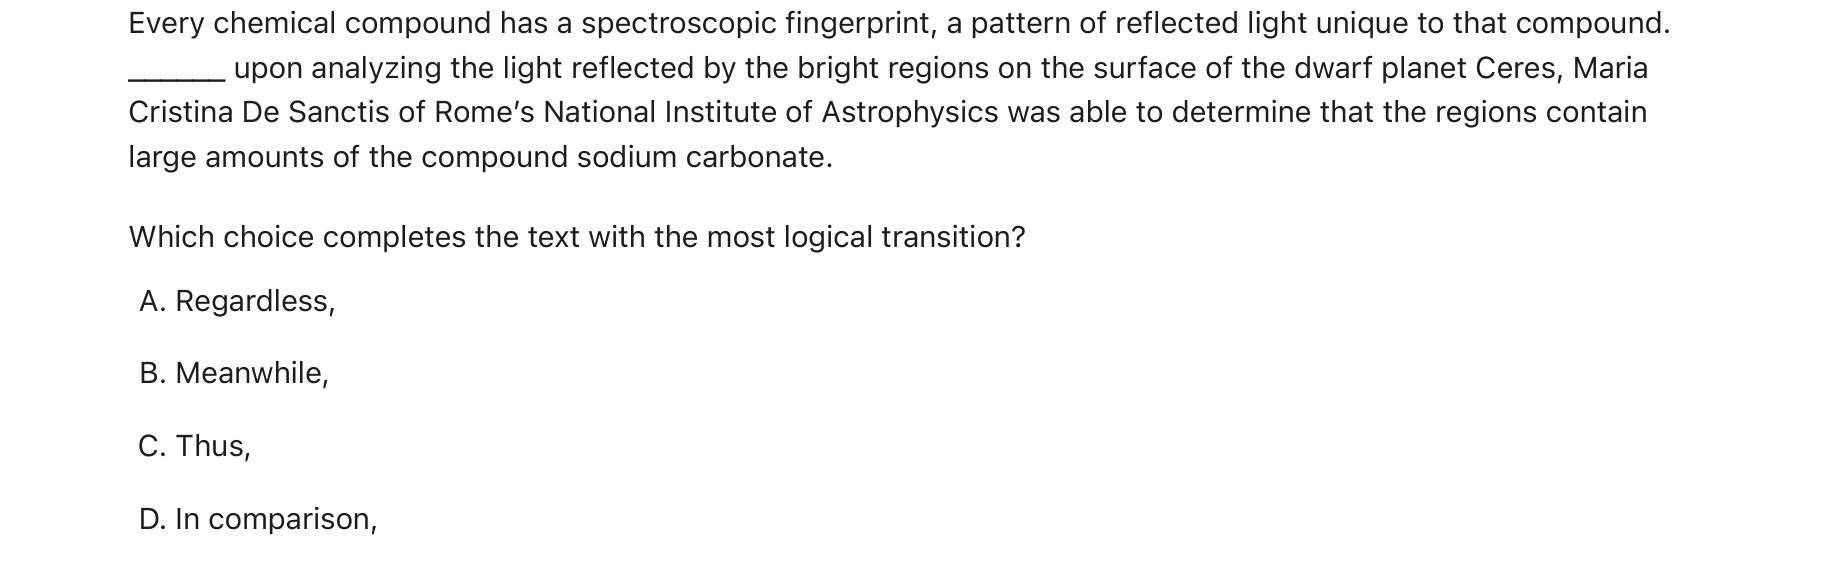 Every chemical compound has a spectroscopic fingerprint, a pattern of reflected light unique to that compound.
______ upon analyzing the light reflected by the bright regions on the surface of the dwarf planet Ceres, Maria
Cristina De Sanctis of Rome’s National Institute of Astrophysics was able to determine that the regions contain
large amounts of the compound sodium carbonate.
Which choice completes the text with the most logical transition?
A. Regardless,
B. Meanwhile,
C. Thus,
D. In comparison,